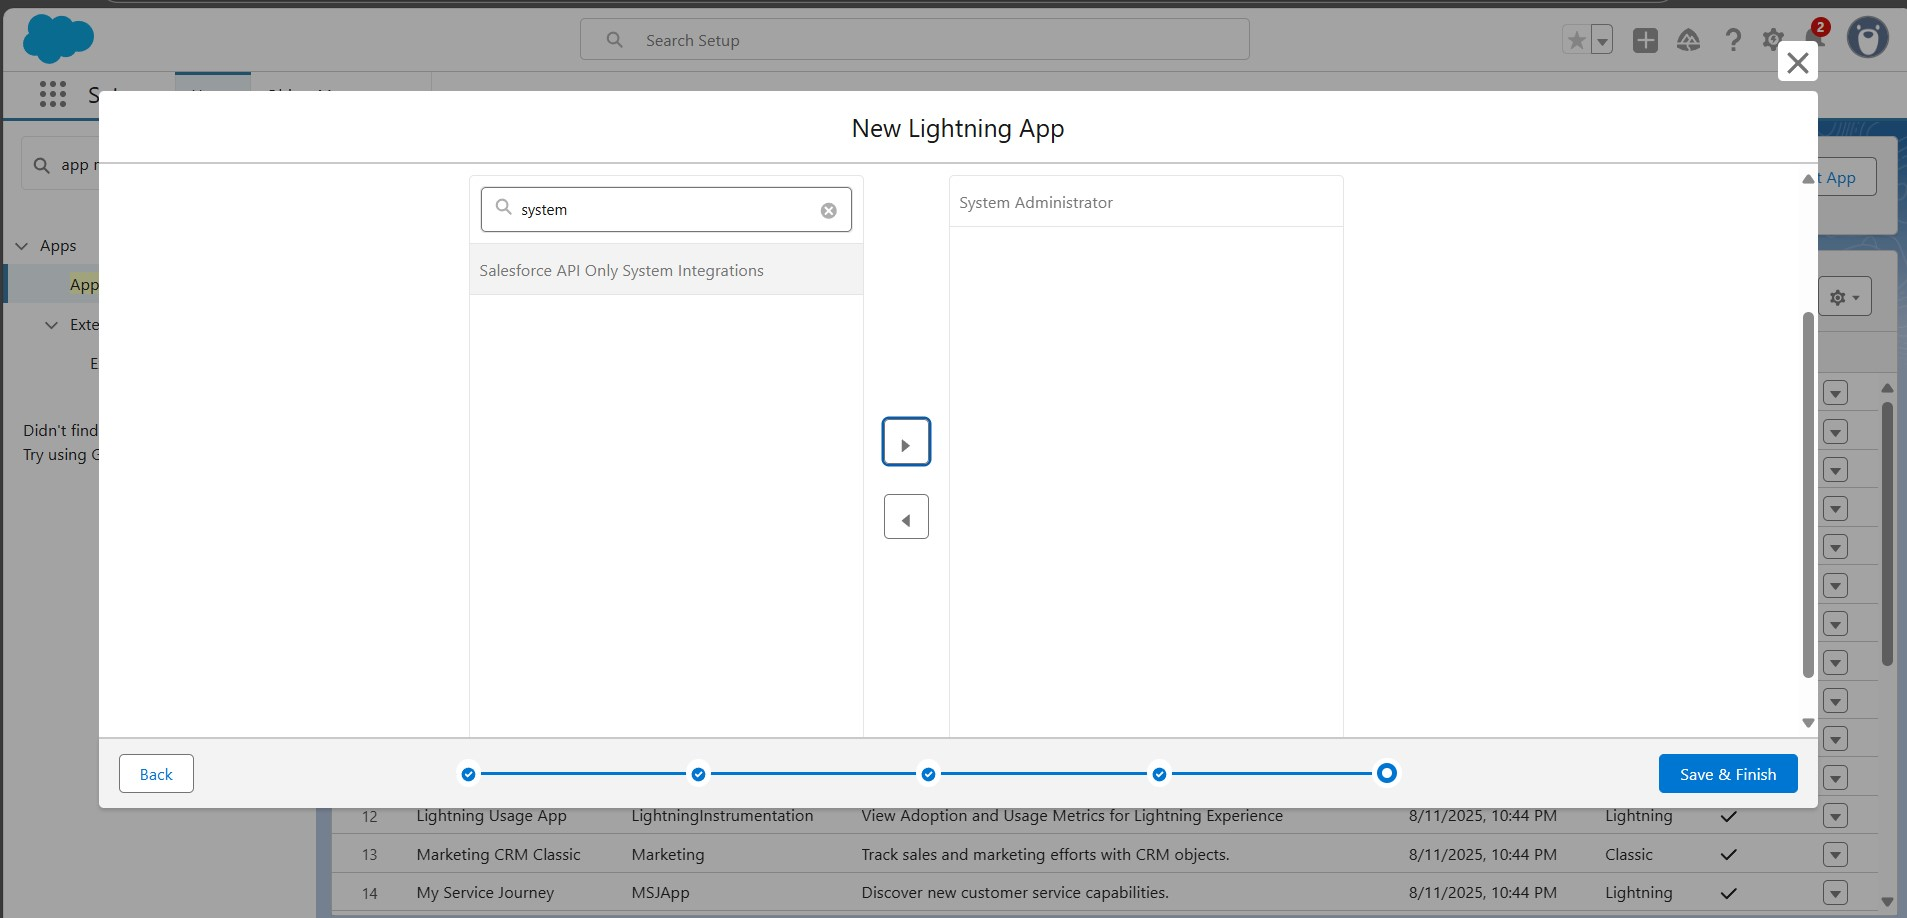 Search Setup
2
New Lightning App
app
t App
system
System Administrator
Apps
Salesforce API Only System Integrations
App
Exte
E
Didn't find
Try using
Back
Save & Finish
12 Lightning Usage App LightningInstrumentation View Adoption and Usage Metrics for Lightning Experience 8/11/2025, 10:44 PM Lightning
13 Marketing CRM Classic Marketing Track sales and marketing efforts with CRM objects. 8/11/2025, 10:44 PM Classic
14 My Service Journey MSJApp Discover new customer service capabilities. 8/11/2025, 10:44 PM Lightning